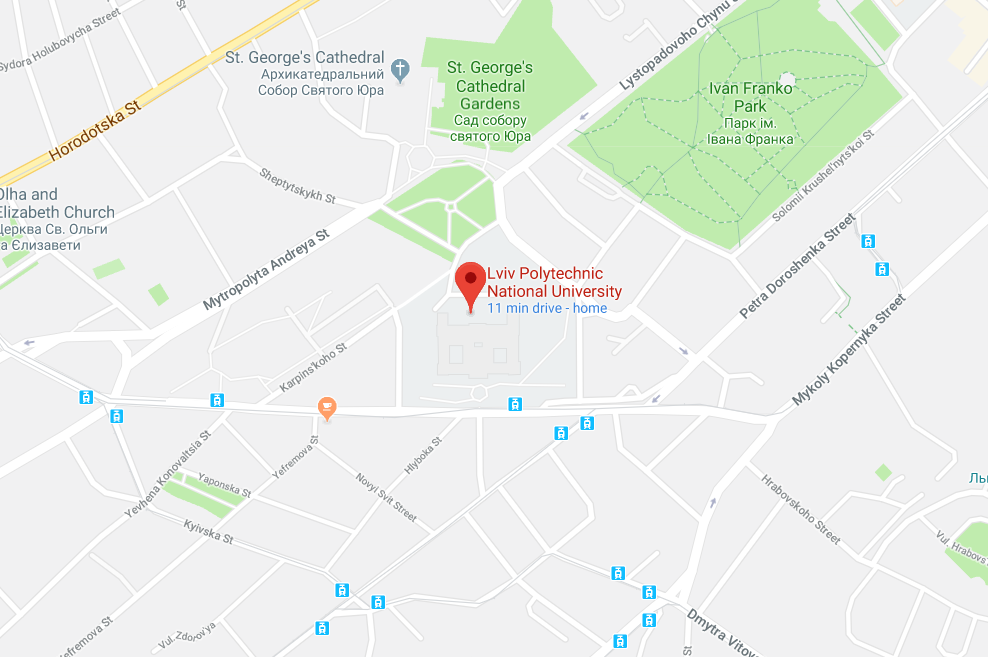 Sydora Holubovycha Street
St
Horodotska St
St. George's Cathedral
Архикатедральний
Собор Святого Юра
St. George's
Cathedral
Gardens
Сад собору
святого Юра
Lystopadovoho Chynu
Ivan Franko
Park
Парк ім.
Івана Франка
Solomii Krushel'nyts'koi St
Sheptytskykh St
Olha and
Elizabeth Church
Церква Св. Ольги
та Єлизавети
Mytropolyta Andreya St
Petra Doroshenka Street
Lviv Polytechnic
National University
11 min drive - home
Mykoly Kopernyka Street
Karpins'koho St
Yevhena Konovaltsia St
Yefremova St
Hlyboka St
Yaponska St
Novyi Svit Street
Hrabovskoho Street
Kyivska St
Vul. Hrabovs
Yefremova St
Vul. Zdorov'ya
Dmytra Vitov